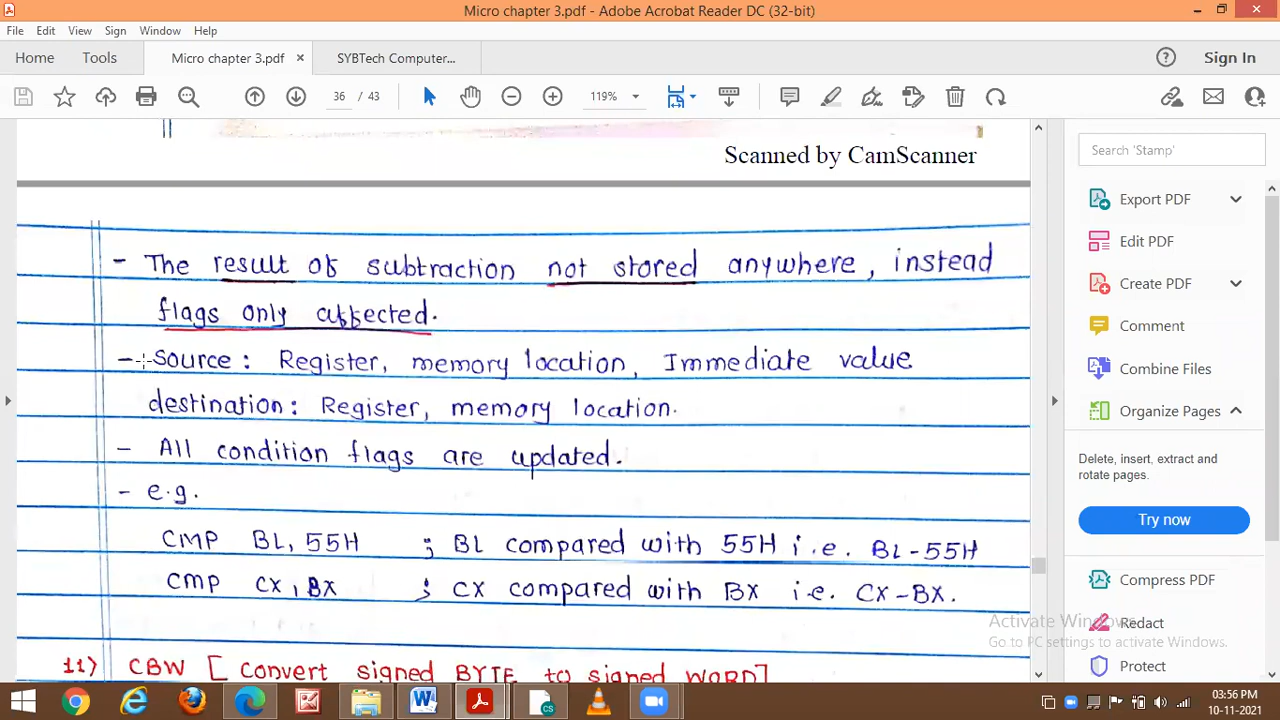 Micro chapter 3.pdf - Adobe Acrobat Reader DC (32-bit)
File Edit View Sign Window Help
Home Tools Micro chapter 3.pdf × SYBTech Computer... Sign In
36 / 43 119%
Scanned by CamScanner
- The result of subtraction not stored anywhere, instead
flags only affected.
- Source: Register, memory location, Immediate value
destination: Register, memory location.
- All condition flags are updated.
- e.g.
CMP BL, 55H ; BL compared with 55H i.e. BL-55H
CMP CX, BX ; CX compared with BX i.e. CX-BX.
11) CBW [ convert signed BYTE to signed WORD]
Search 'Stamp'
Export PDF
Edit PDF
Create PDF
Comment
Combine Files
Organize Pages
Delete, insert, extract and
rotate pages.
Try now
Compress PDF
Redact
Protect
Activate Windows
Go to PC settings to activate Windows.
03:56 PM
10-11-2021